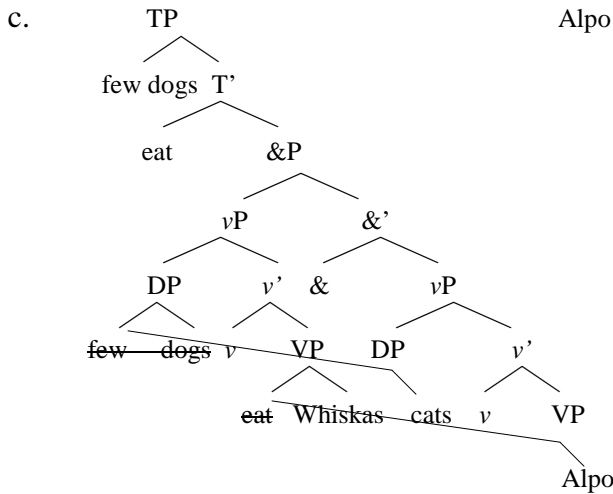 c. TP Alpo
few dogs T’
eat &P
vP &’
DP v’ & vP
few dogs v VP DP v’
eat Whiskas cats v VP
Alpo